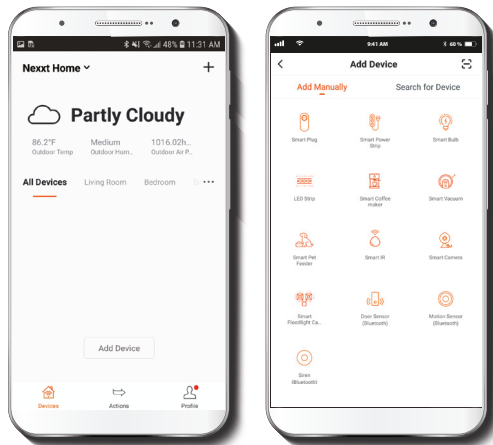 48% 11:31 AM
Nexxt Home
Partly Cloudy
86.2°F Medium 1016.02h..
Outdoor Temp Outdoor Hum.. Outdoor Air P..
All Devices Living Room Bedroom
Add Device
Devices Actions Profile
9:41 AM 60%
Add Device
Add Manually Search for Device
Smart Plug Smart Power Smart Bulb
Strip
LED Strip Smart Coffee Smart Vacuum
maker
Smart Pet Smart IR Smart Camera
Feeder
Smart Door Sensor Motion Sensor
Floodlight Ca... (Bluetooth) (Bluetooth)
Siren
(Bluetooth)